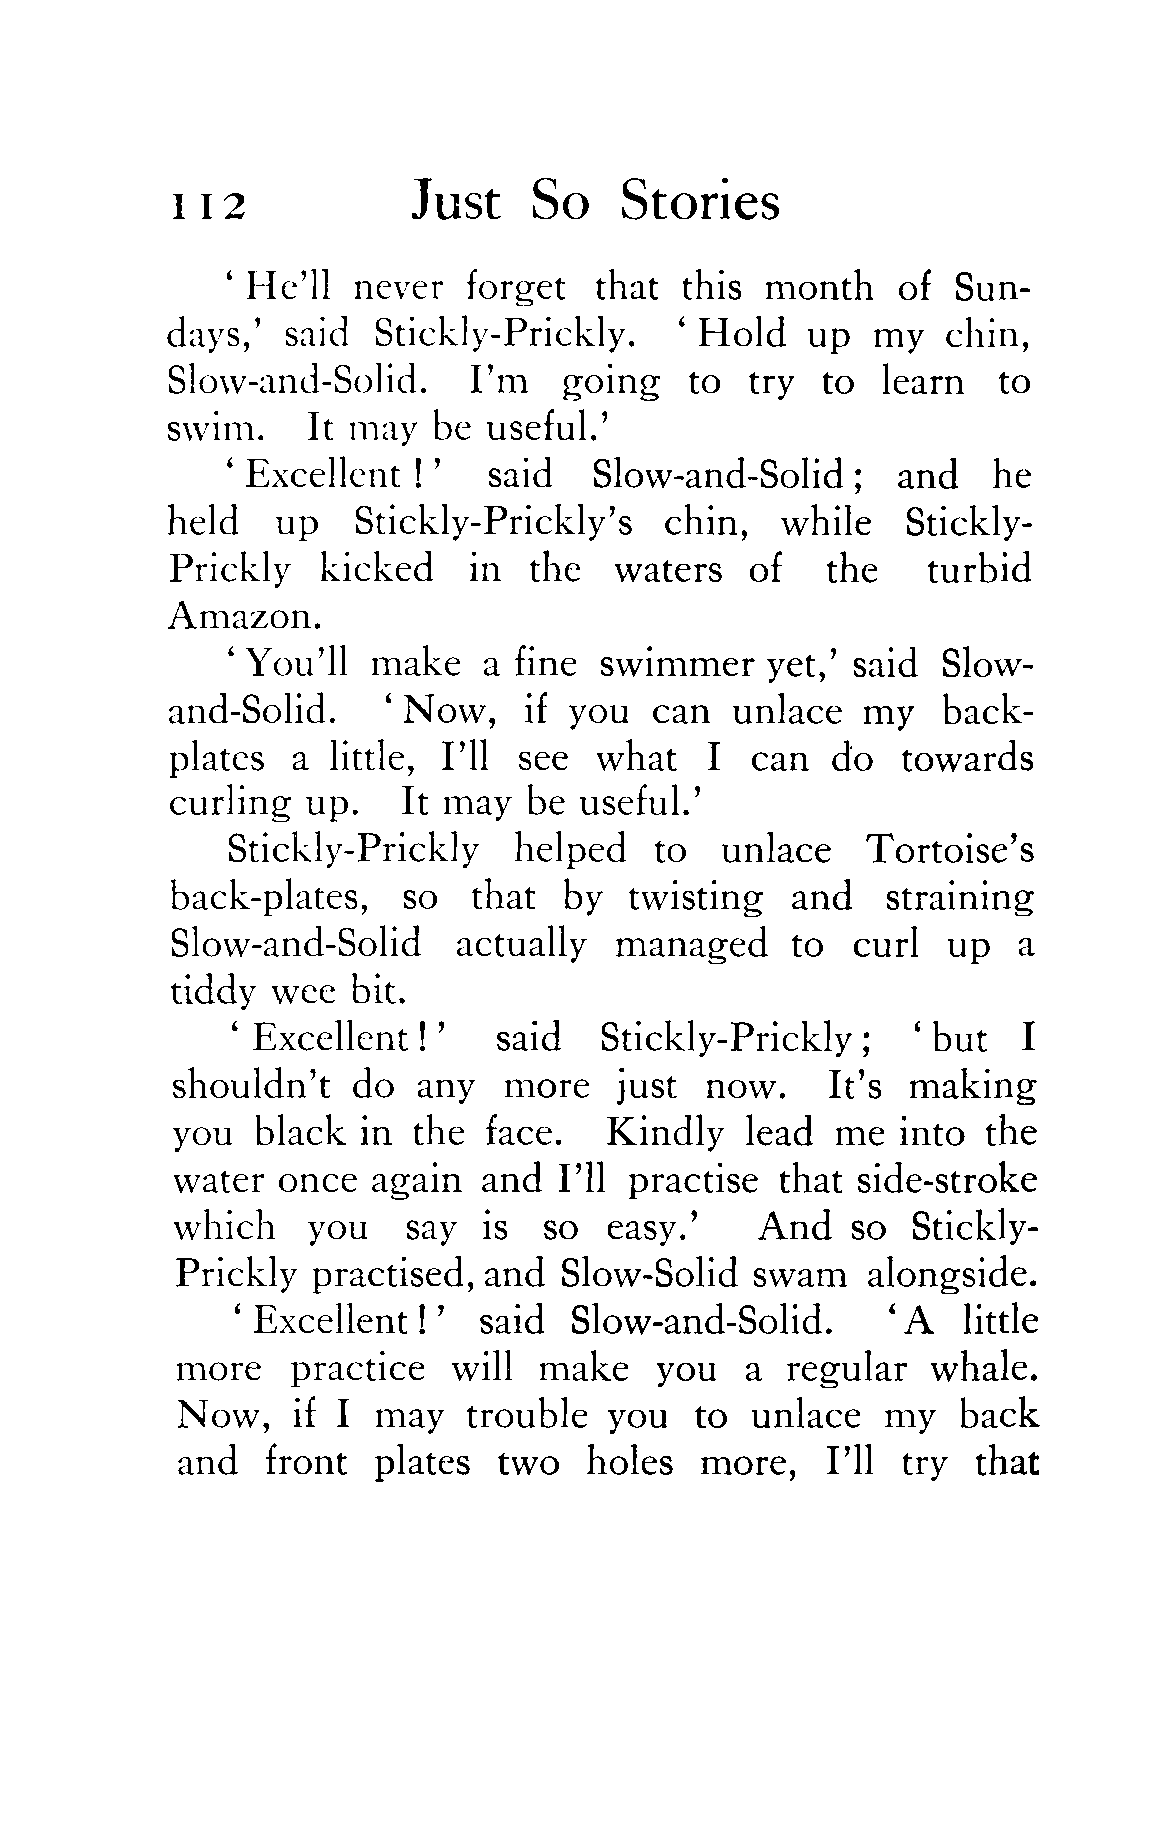 112 Just So Stories
‘ He’ll never forget that this month of Sun-
days,’ said Stickly-Prickly. ‘ Hold up my chin,
Slow-and-Solid. I’m going to try to learn to
swim. It may be useful.’
‘ Excellent ! ’ said Slow-and-Solid ; and he
held up Stickly-Prickly’s chin, while Stickly-
Prickly kicked in the waters of the turbid
Amazon.
‘ You’ll make a fine swimmer yet,’ said Slow-
and-Solid. ‘ Now, if you can unlace my back-
plates a little, I’ll see what I can do towards
curling up. It may be useful.’
Stickly-Prickly helped to unlace Tortoise’s
back-plates, so that by twisting and straining
Slow-and-Solid actually managed to curl up a
tiddy wee bit.
‘ Excellent ! ’ said Stickly-Prickly ; ‘ but I
shouldn’t do any more just now. It’s making
you black in the face. Kindly lead me into the
water once again and I’ll practise that side-stroke
which you say is so easy.’ And so Stickly-
Prickly practised, and Slow-Solid swam alongside.
‘ Excellent ! ’ said Slow-and-Solid. ‘ A little
more practice will make you a regular whale.
Now, if I may trouble you to unlace my back
and front plates two holes more, I’ll try that